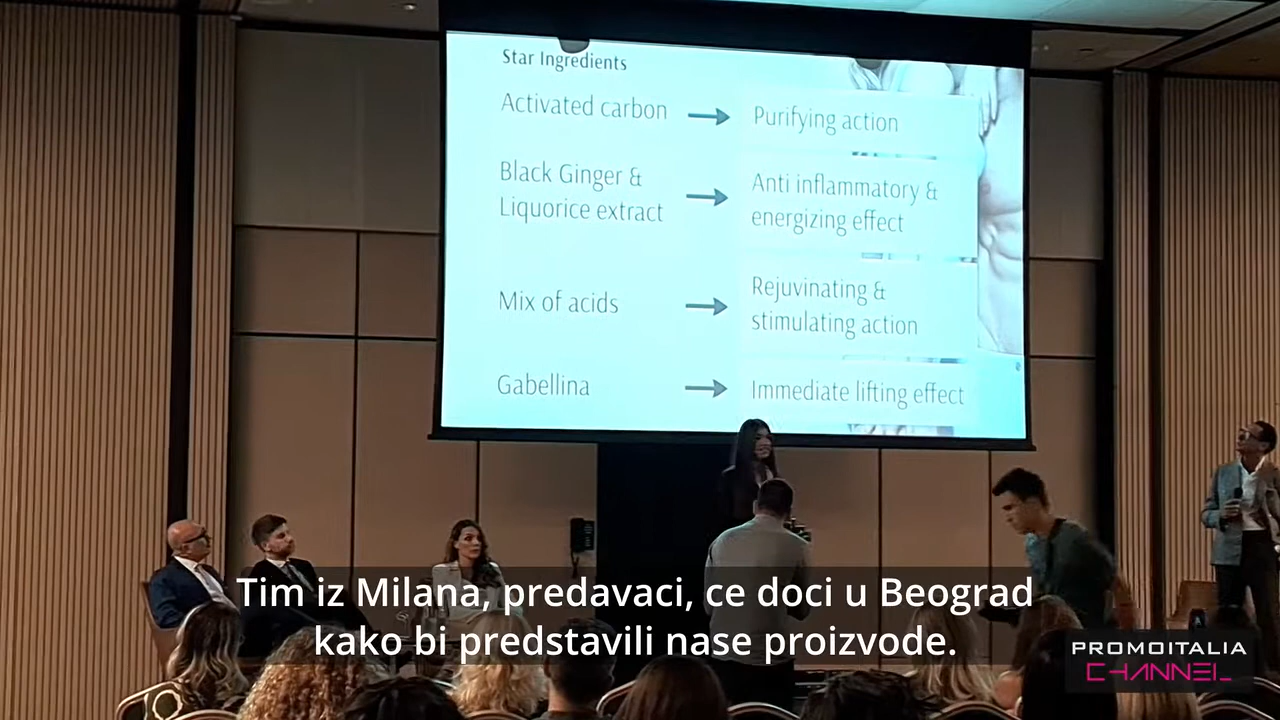 Star Ingredients
Activated carbon
Purifying action
Black Ginger &
Liquorice extract
Anti inflammatory &
energizing effect
Mix of acids
Rejuvinating &
stimulating action
Gabellina
Immediate lifting effect
Tim iz Milana, predavaci, ce doci u Beograd
kako bi predstavili nase proizvode.
PROMOITALIA
CHANNEL